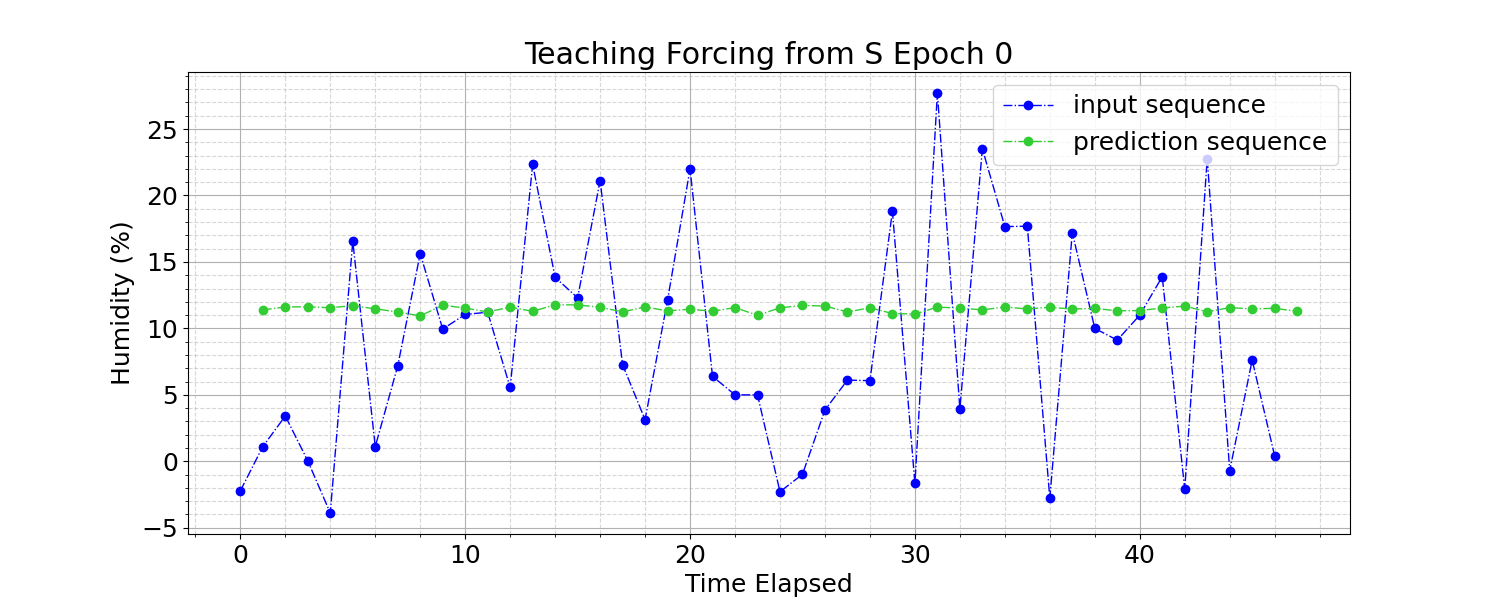 Teaching Forcing from S Epoch 0
input sequence
prediction sequence
Humidity (%)
25
20
15
10
5
0
−5
0 10 20 30 40
Time Elapsed